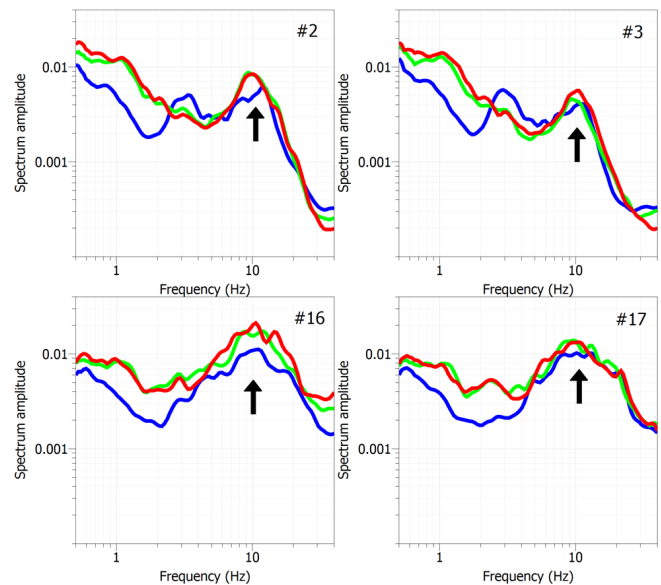 #2
0.01
0.001
Spectrum amplitude
1
10
Frequency (Hz)
#3
0.01
0.001
Spectrum amplitude
1
10
Frequency (Hz)
#16
0.01
0.001
Spectrum amplitude
1
10
Frequency (Hz)
#17
0.01
0.001
Spectrum amplitude
1
10
Frequency (Hz)